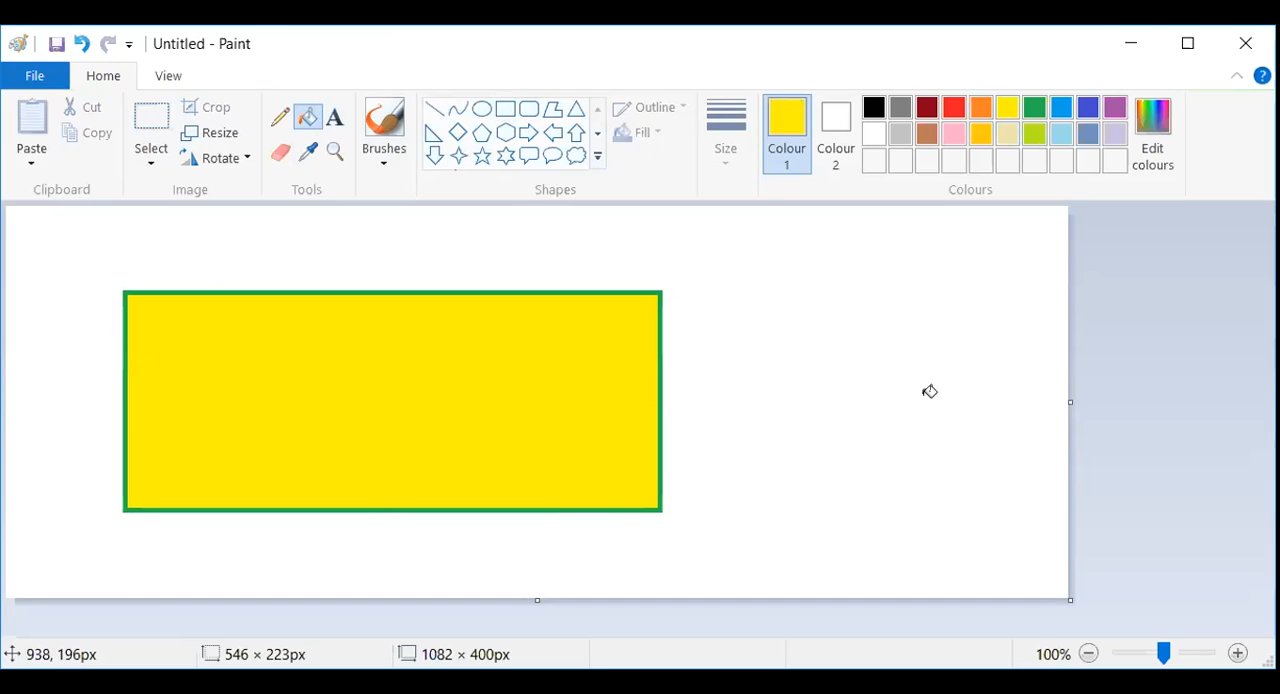 Untitled - Paint
File Home View
Paste
Cut
Copy
Clipboard
Select
Crop
Resize
Rotate
Image
A
Tools
Brushes
Shapes
Outline
Fill
Size
Colour 1
Colour 2
Edit colours
Colours
938, 196px 546 × 223px 1082 × 400px 100%